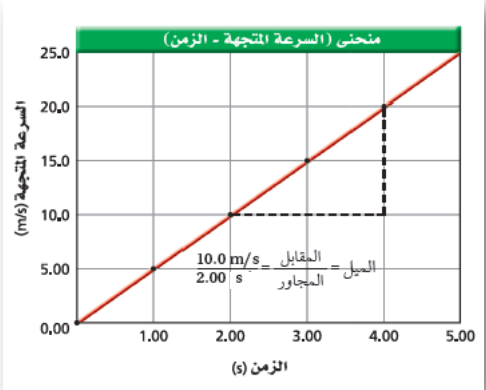 منحنى (السرعة المتجهة - الزمن)
السرعة المتجهة (m/s)
25.0
20.0
15.0
10.0
5.00
0.00
الميل = المقابل / المجاور = 10.0 m/s / 2.00 s
1.00 2.00 3.00 4.00 5.00
الزمن (s)